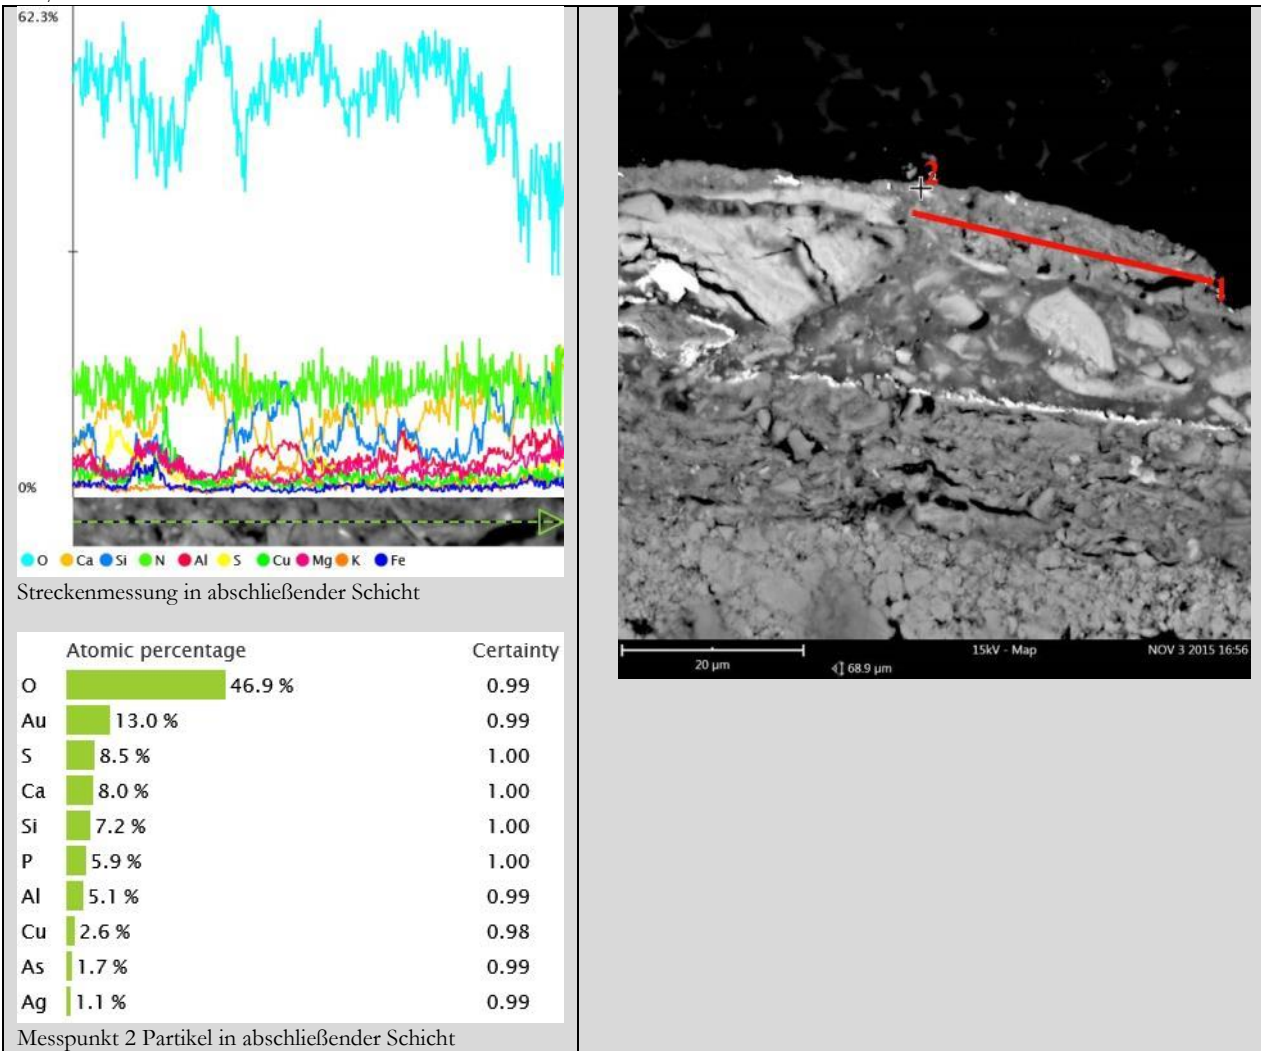 62.3%
0%
O Ca Si N Al S Cu Mg K Fe
Streckenmessung in abschließender Schicht
Atomic percentage Certainty
O 46.9 % 0.99
Au 13.0 % 0.99
S 8.5 % 1.00
Ca 8.0 % 1.00
Si 7.2 % 1.00
P 5.9 % 1.00
Al 5.1 % 0.99
Cu 2.6 % 0.98
As 1.7 % 0.99
Ag 1.1 % 0.99
Messpunkt 2 Partikel in abschließender Schicht
2
1
20 µm
68.9 µm
15kV - Map
NOV 3 2015 16:56